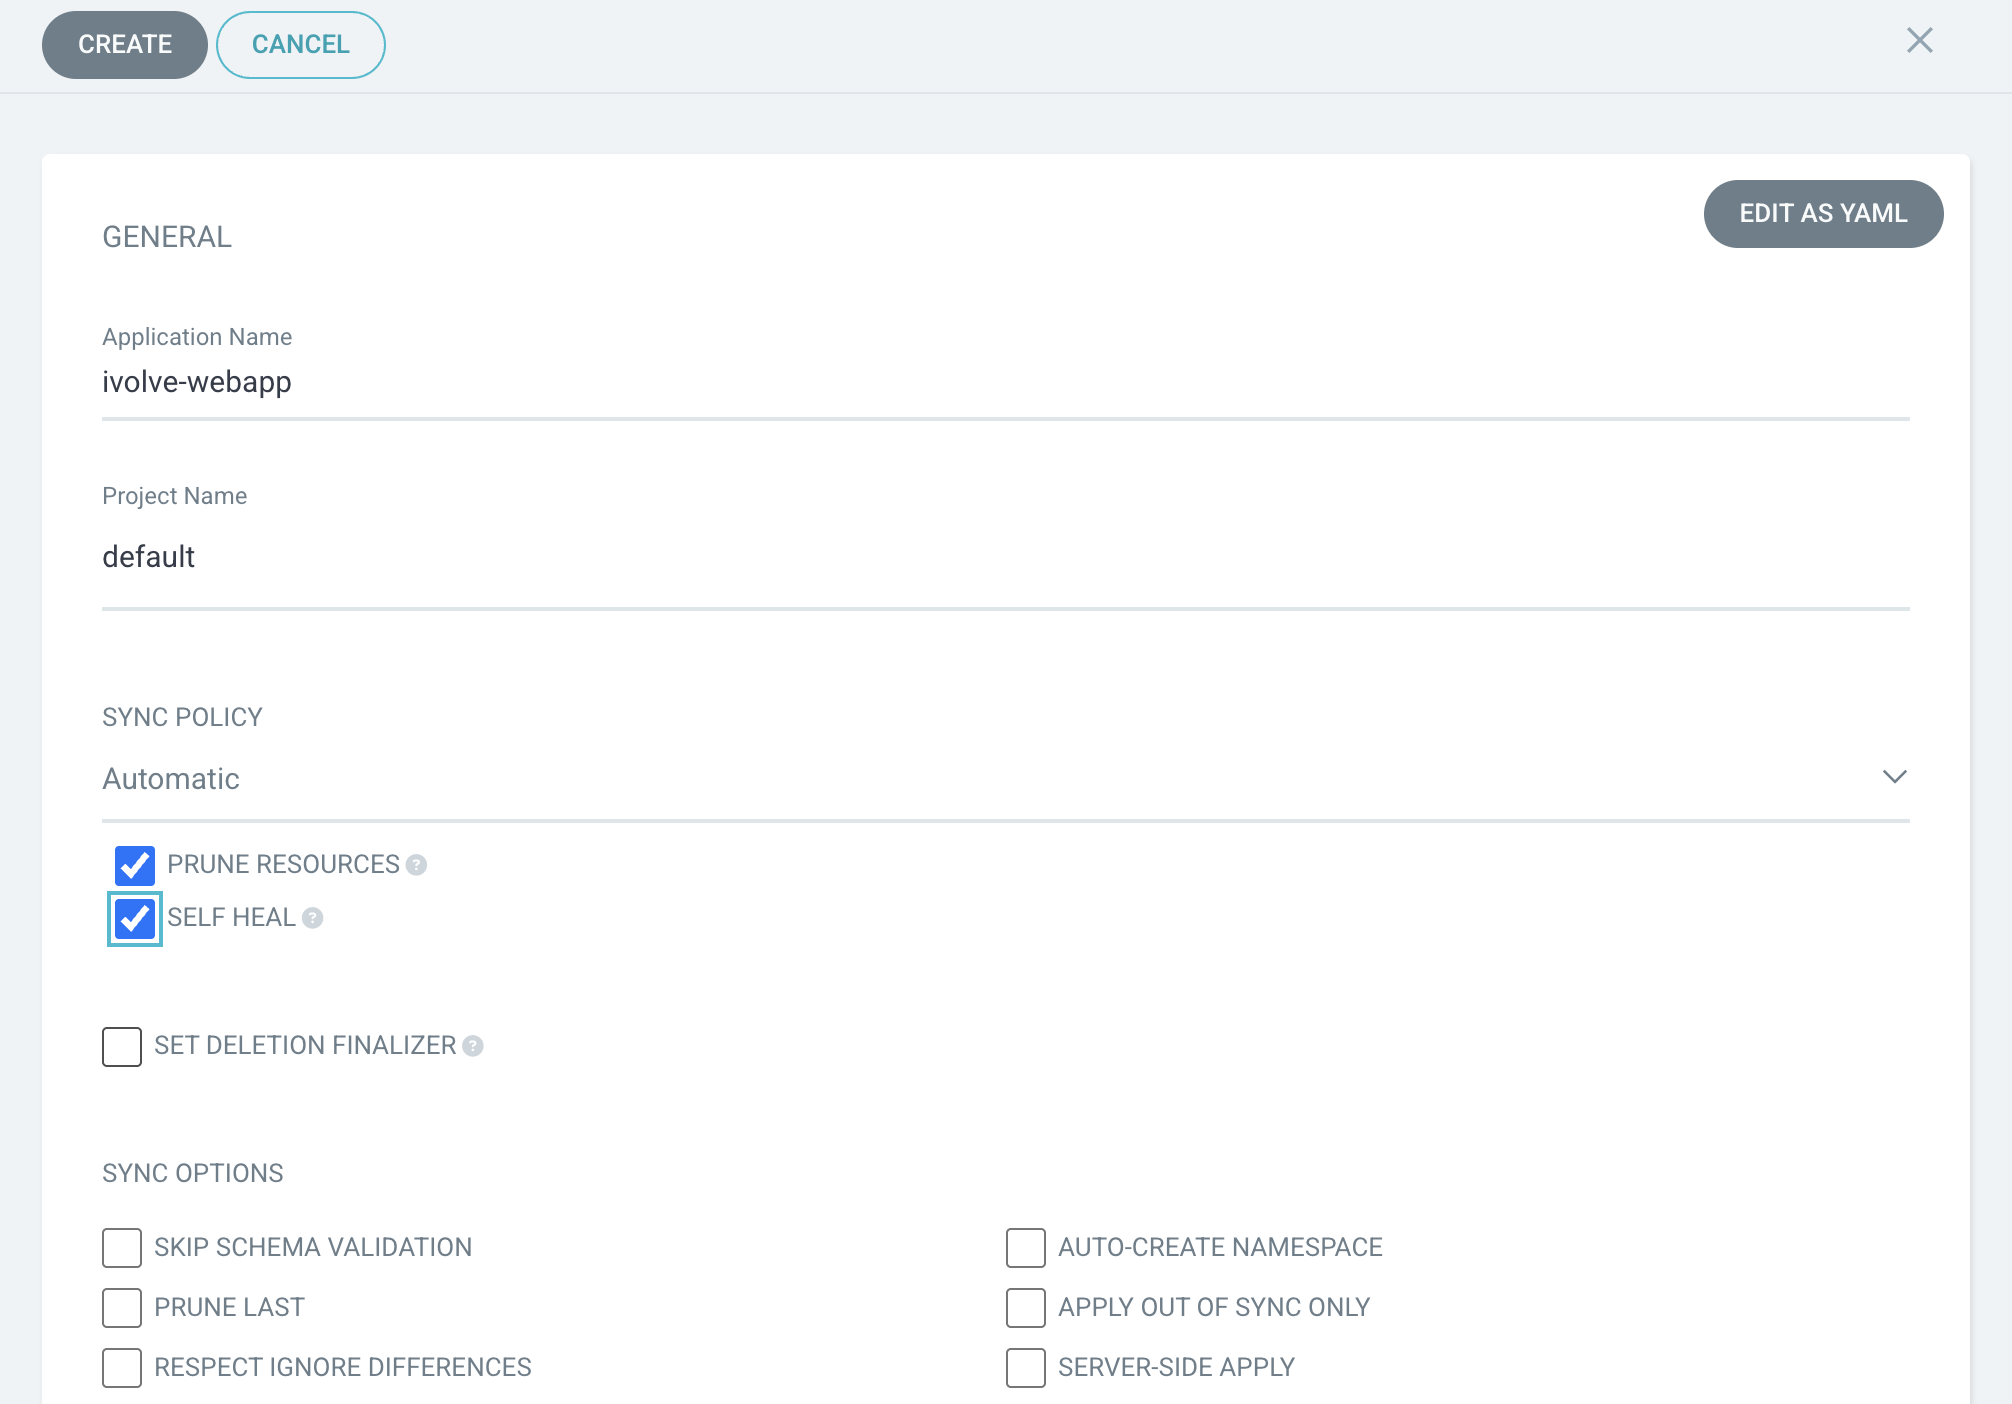 CREATE CANCEL
EDIT AS YAML
GENERAL
Application Name
ivolve-webapp
Project Name
default
SYNC POLICY
Automatic
PRUNE RESOURCES ?
SELF HEAL ?
SET DELETION FINALIZER ?
SYNC OPTIONS
SKIP SCHEMA VALIDATION AUTO-CREATE NAMESPACE
PRUNE LAST APPLY OUT OF SYNC ONLY
RESPECT IGNORE DIFFERENCES SERVER-SIDE APPLY